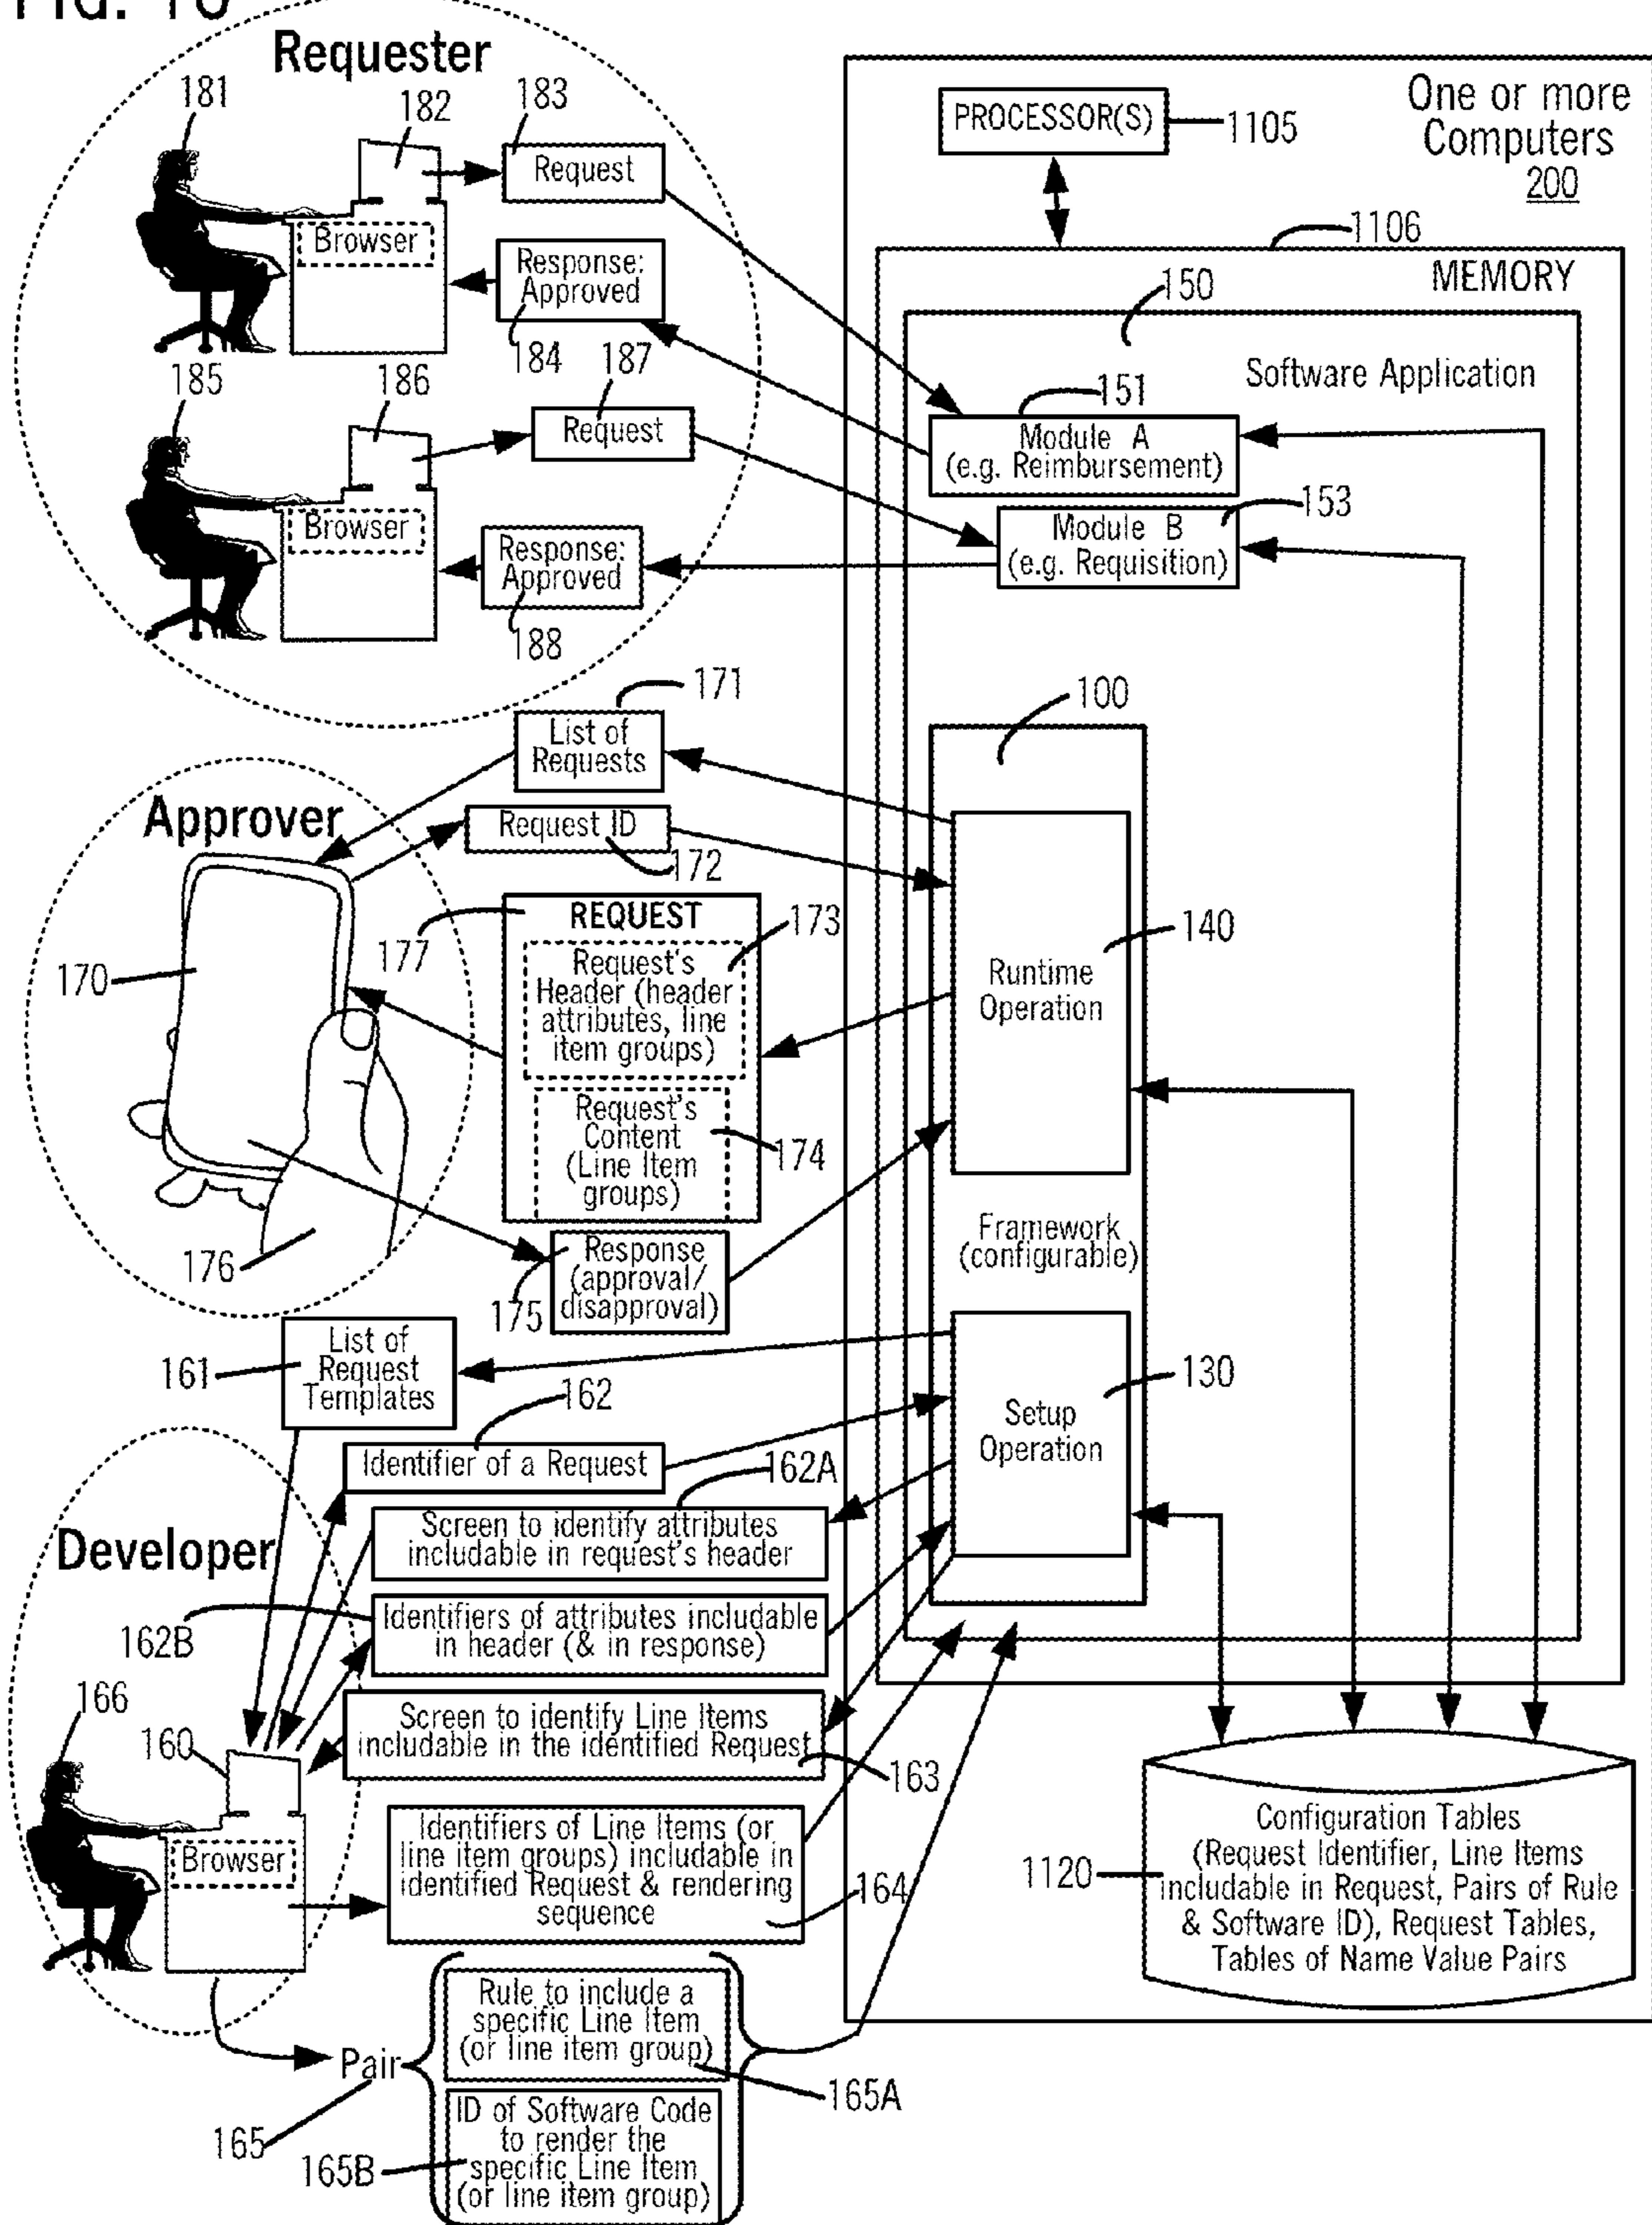 Requester
181
182
183
Request
Browser
Response:
Approved
184
187
185
186
Request
Browser
Response:
Approved
188
One or more
Computers
200
PROCESSOR(S)
1105
1106
MEMORY
150
Software Application
151
Module A
(e.g. Reimbursement)
153
Module B
(e.g. Requisition)
100
140
Runtime
Operation
Framework
(configurable)
130
Setup
Operation
171
List of
Requests
Approver
Request ID
172
177
REQUEST
173
Request's
Header (header
attributes, line
item groups)
170
Request's
Content
(Line Item
groups)
174
176
Response
(approval/
disapproval)
175
List of
Request
Templates
161
162
Identifier of a Request
162A
Screen to identify attributes
includable in request's header
Developer
162B
Identifiers of attributes includable
in header (& in response)
166
160
Screen to identify Line Items
includable in the identified Request
163
Browser
Identifiers of Line Items (or
line item groups) includable in
identified Request & rendering
sequence
164
1120
Configuration Tables
(Request Identifier, Line Items
includable in Request, Pairs of Rule
& Software ID), Request Tables,
Tables of Name Value Pairs
Pair
165
Rule to include a
specific Line Item
(or line item group)
165A
ID of Software Code
to render the
specific Line Item
(or line item group)
165B